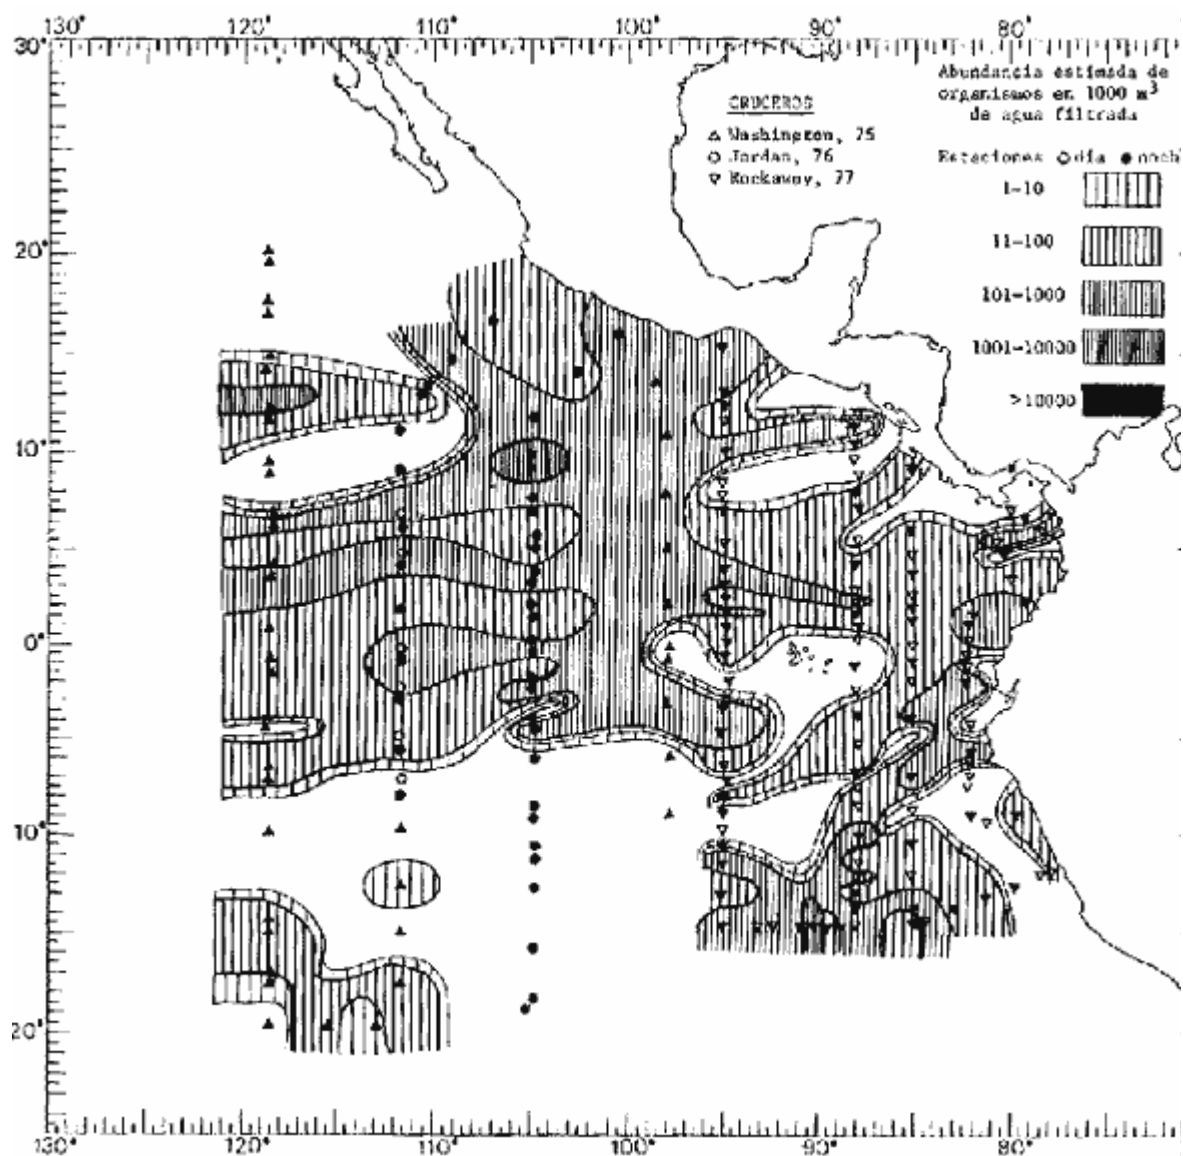 120° 110° 100° 90° 80°
30°
Abundancia estimada de
organismos en 1000 m³
de agua filtrada
CRUCEROS
▵ Washington, 75
○ Jordan, 76
▿ Rockaway, 77
Estaciones ○ día ● noch
1-10
11-100
101-1000
1001-10000
>10000
20°
10°
0°
10°
20°
130° 120° 110° 100° 90° 80°